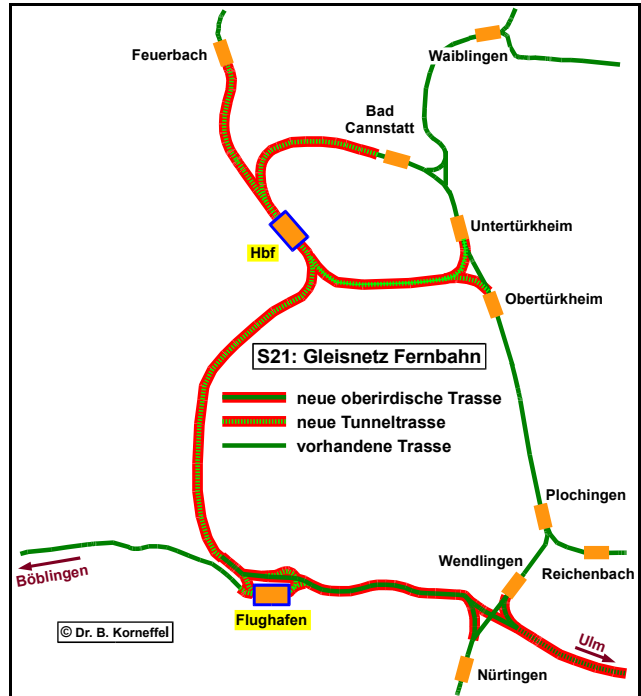 Feuerbach
Waiblingen
Bad
Cannstatt
Untertürkheim
Hbf
Obertürkheim
S21: Gleisnetz Fernbahn
neue oberirdische Trasse
neue Tunneltrasse
vorhandene Trasse
Plochingen
Wendlingen
Reichenbach
Böblingen
Flughafen
© Dr. B. Korneffel
Ulm
Nürtingen